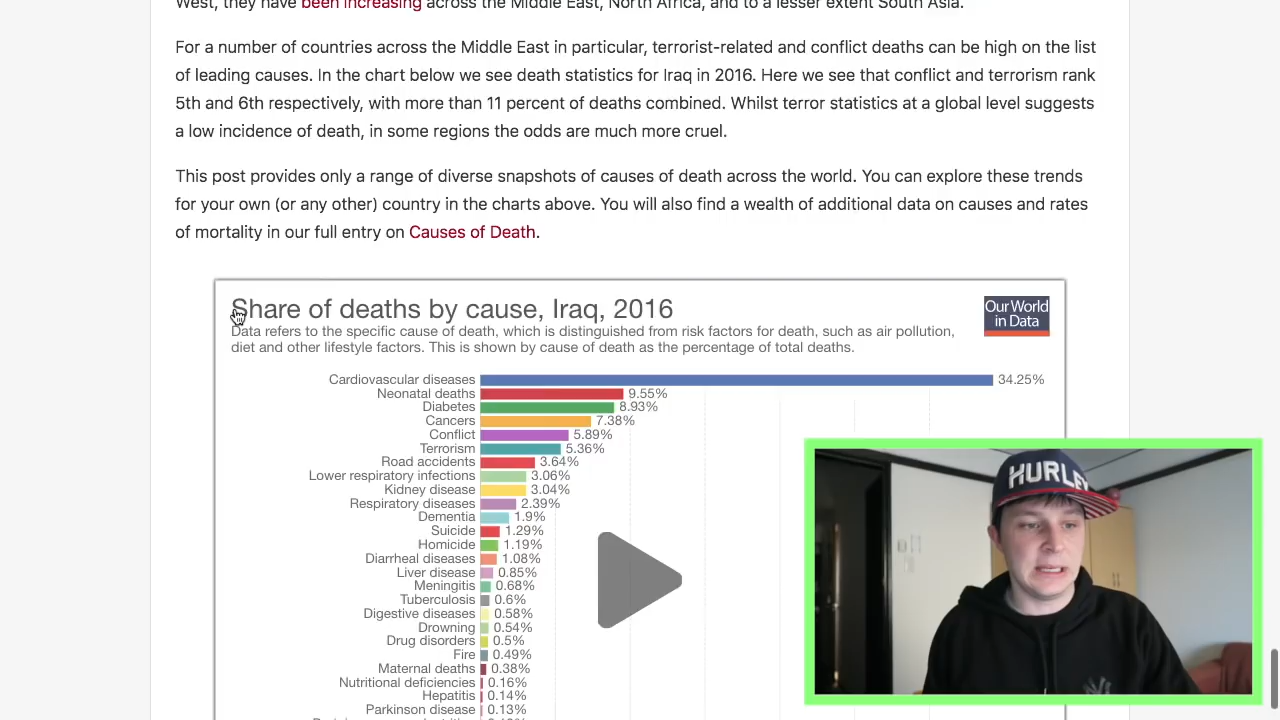 West, they have been increasing across the Middle East, North Africa, and to a lesser extent South Asia.
For a number of countries across the Middle East in particular, terrorist-related and conflict deaths can be high on the list
of leading causes. In the chart below we see death statistics for Iraq in 2016. Here we see that conflict and terrorism rank
5th and 6th respectively, with more than 11 percent of deaths combined. Whilst terror statistics at a global level suggests
a low incidence of death, in some regions the odds are much more cruel.
This post provides only a range of diverse snapshots of causes of death across the world. You can explore these trends
for your own (or any other) country in the charts above. You will also find a wealth of additional data on causes and rates
of mortality in our full entry on Causes of Death.
Share of deaths by cause, Iraq, 2016
Our World
in Data
Data refers to the specific cause of death, which is distinguished from risk factors for death, such as air pollution,
diet and other lifestyle factors. This is shown by cause of death as the percentage of total deaths.
Cardiovascular diseases 34.25%
Neonatal deaths 9.55%
Diabetes 8.93%
Cancers 7.38%
Conflict 5.89%
Terrorism 5.36%
Road accidents 3.64%
Lower respiratory infections 3.06%
Kidney disease 3.04%
Respiratory diseases 2.39%
Dementia 1.9%
Suicide 1.29%
Homicide 1.19%
Diarrheal diseases 1.08%
Liver disease 0.85%
Meningitis 0.68%
Tuberculosis 0.6%
Digestive diseases 0.58%
Drowning 0.54%
Drug disorders 0.5%
Fire 0.49%
Maternal deaths 0.38%
Nutritional deficiencies 0.16%
Hepatitis 0.14%
Parkinson disease 0.13%
HURLEY